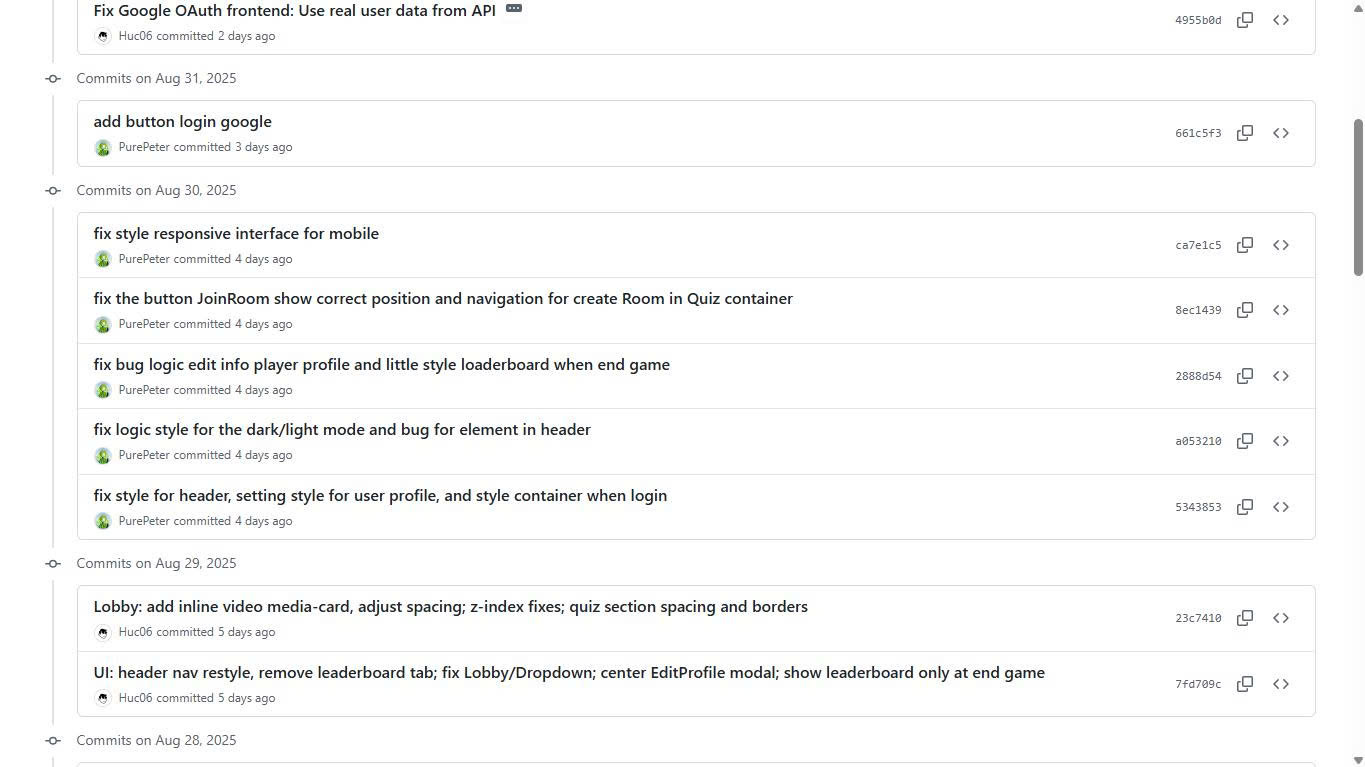 Fix Google OAuth frontend: Use real user data from API
Huc06 committed 2 days ago
4955b0d
Commits on Aug 31, 2025
add button login google
PurePeter committed 3 days ago
661c5f3
Commits on Aug 30, 2025
fix style responsive interface for mobile
PurePeter committed 4 days ago
ca7e1c5
fix the button JoinRoom show correct position and navigation for create Room in Quiz container
PurePeter committed 4 days ago
8ec1439
fix bug logic edit info player profile and little style loaderboard when end game
PurePeter committed 4 days ago
2888d54
fix logic style for the dark/light mode and bug for element in header
PurePeter committed 4 days ago
a053210
fix style for header, setting style for user profile, and style container when login
PurePeter committed 4 days ago
5343853
Commits on Aug 29, 2025
Lobby: add inline video media-card, adjust spacing; z-index fixes; quiz section spacing and borders
Huc06 committed 5 days ago
23c7410
UI: header nav restyle, remove leaderboard tab; fix Lobby/Dropdown; center EditProfile modal; show leaderboard only at end game
Huc06 committed 5 days ago
7fd709c
Commits on Aug 28, 2025